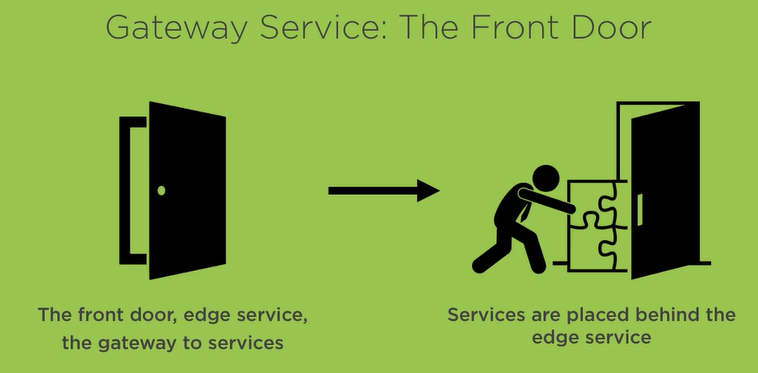 Gateway Service: The Front Door
The front door, edge service,
the gateway to services
Services are placed behind the
edge service